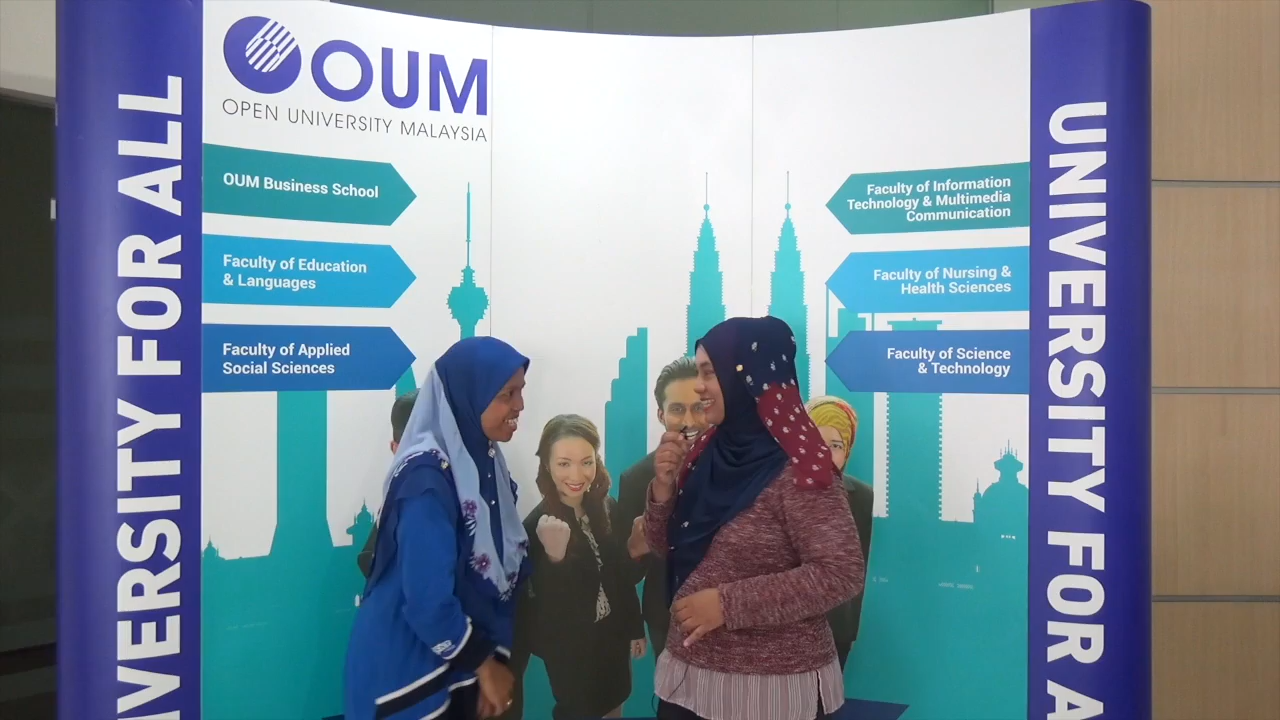 OUM
OPEN UNIVERSITY MALAYSIA
OUM Business School
Faculty of Education
& Languages
Faculty of Applied
Social Sciences
Faculty of Information
Technology & Multimedia
Communication
Faculty of Nursing &
Health Sciences
Faculty of Science
& Technology
IVERSITY FOR ALL
UNIVERSITY FOR A